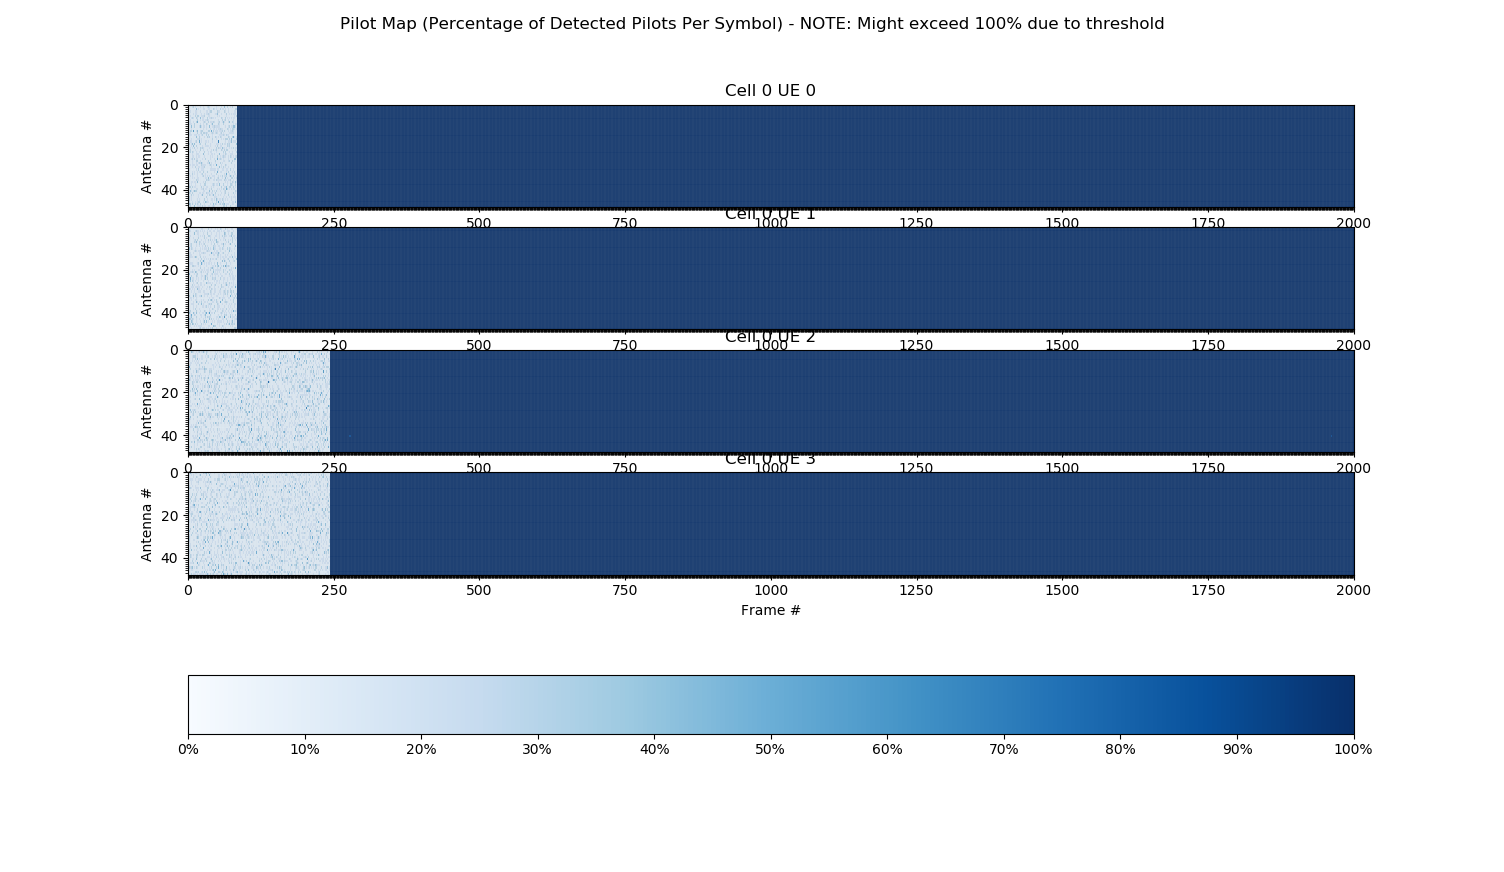 Pilot Map (Percentage of Detected Pilots Per Symbol) - NOTE: Might exceed 100% due to threshold
Cell 0 UE 0
Antenna #
0
20
40
0 250 500 750 1000 1250 1500 1750 2000
Cell 0 UE 1
Antenna #
0
20
40
0 250 500 750 1000 1250 1500 1750 2000
Cell 0 UE 2
Antenna #
0
20
40
0 250 500 750 1000 1250 1500 1750 2000
Cell 0 UE 3
Antenna #
0
20
40
0 250 500 750 1000 1250 1500 1750 2000
Frame #
0% 10% 20% 30% 40% 50% 60% 70% 80% 90% 100%